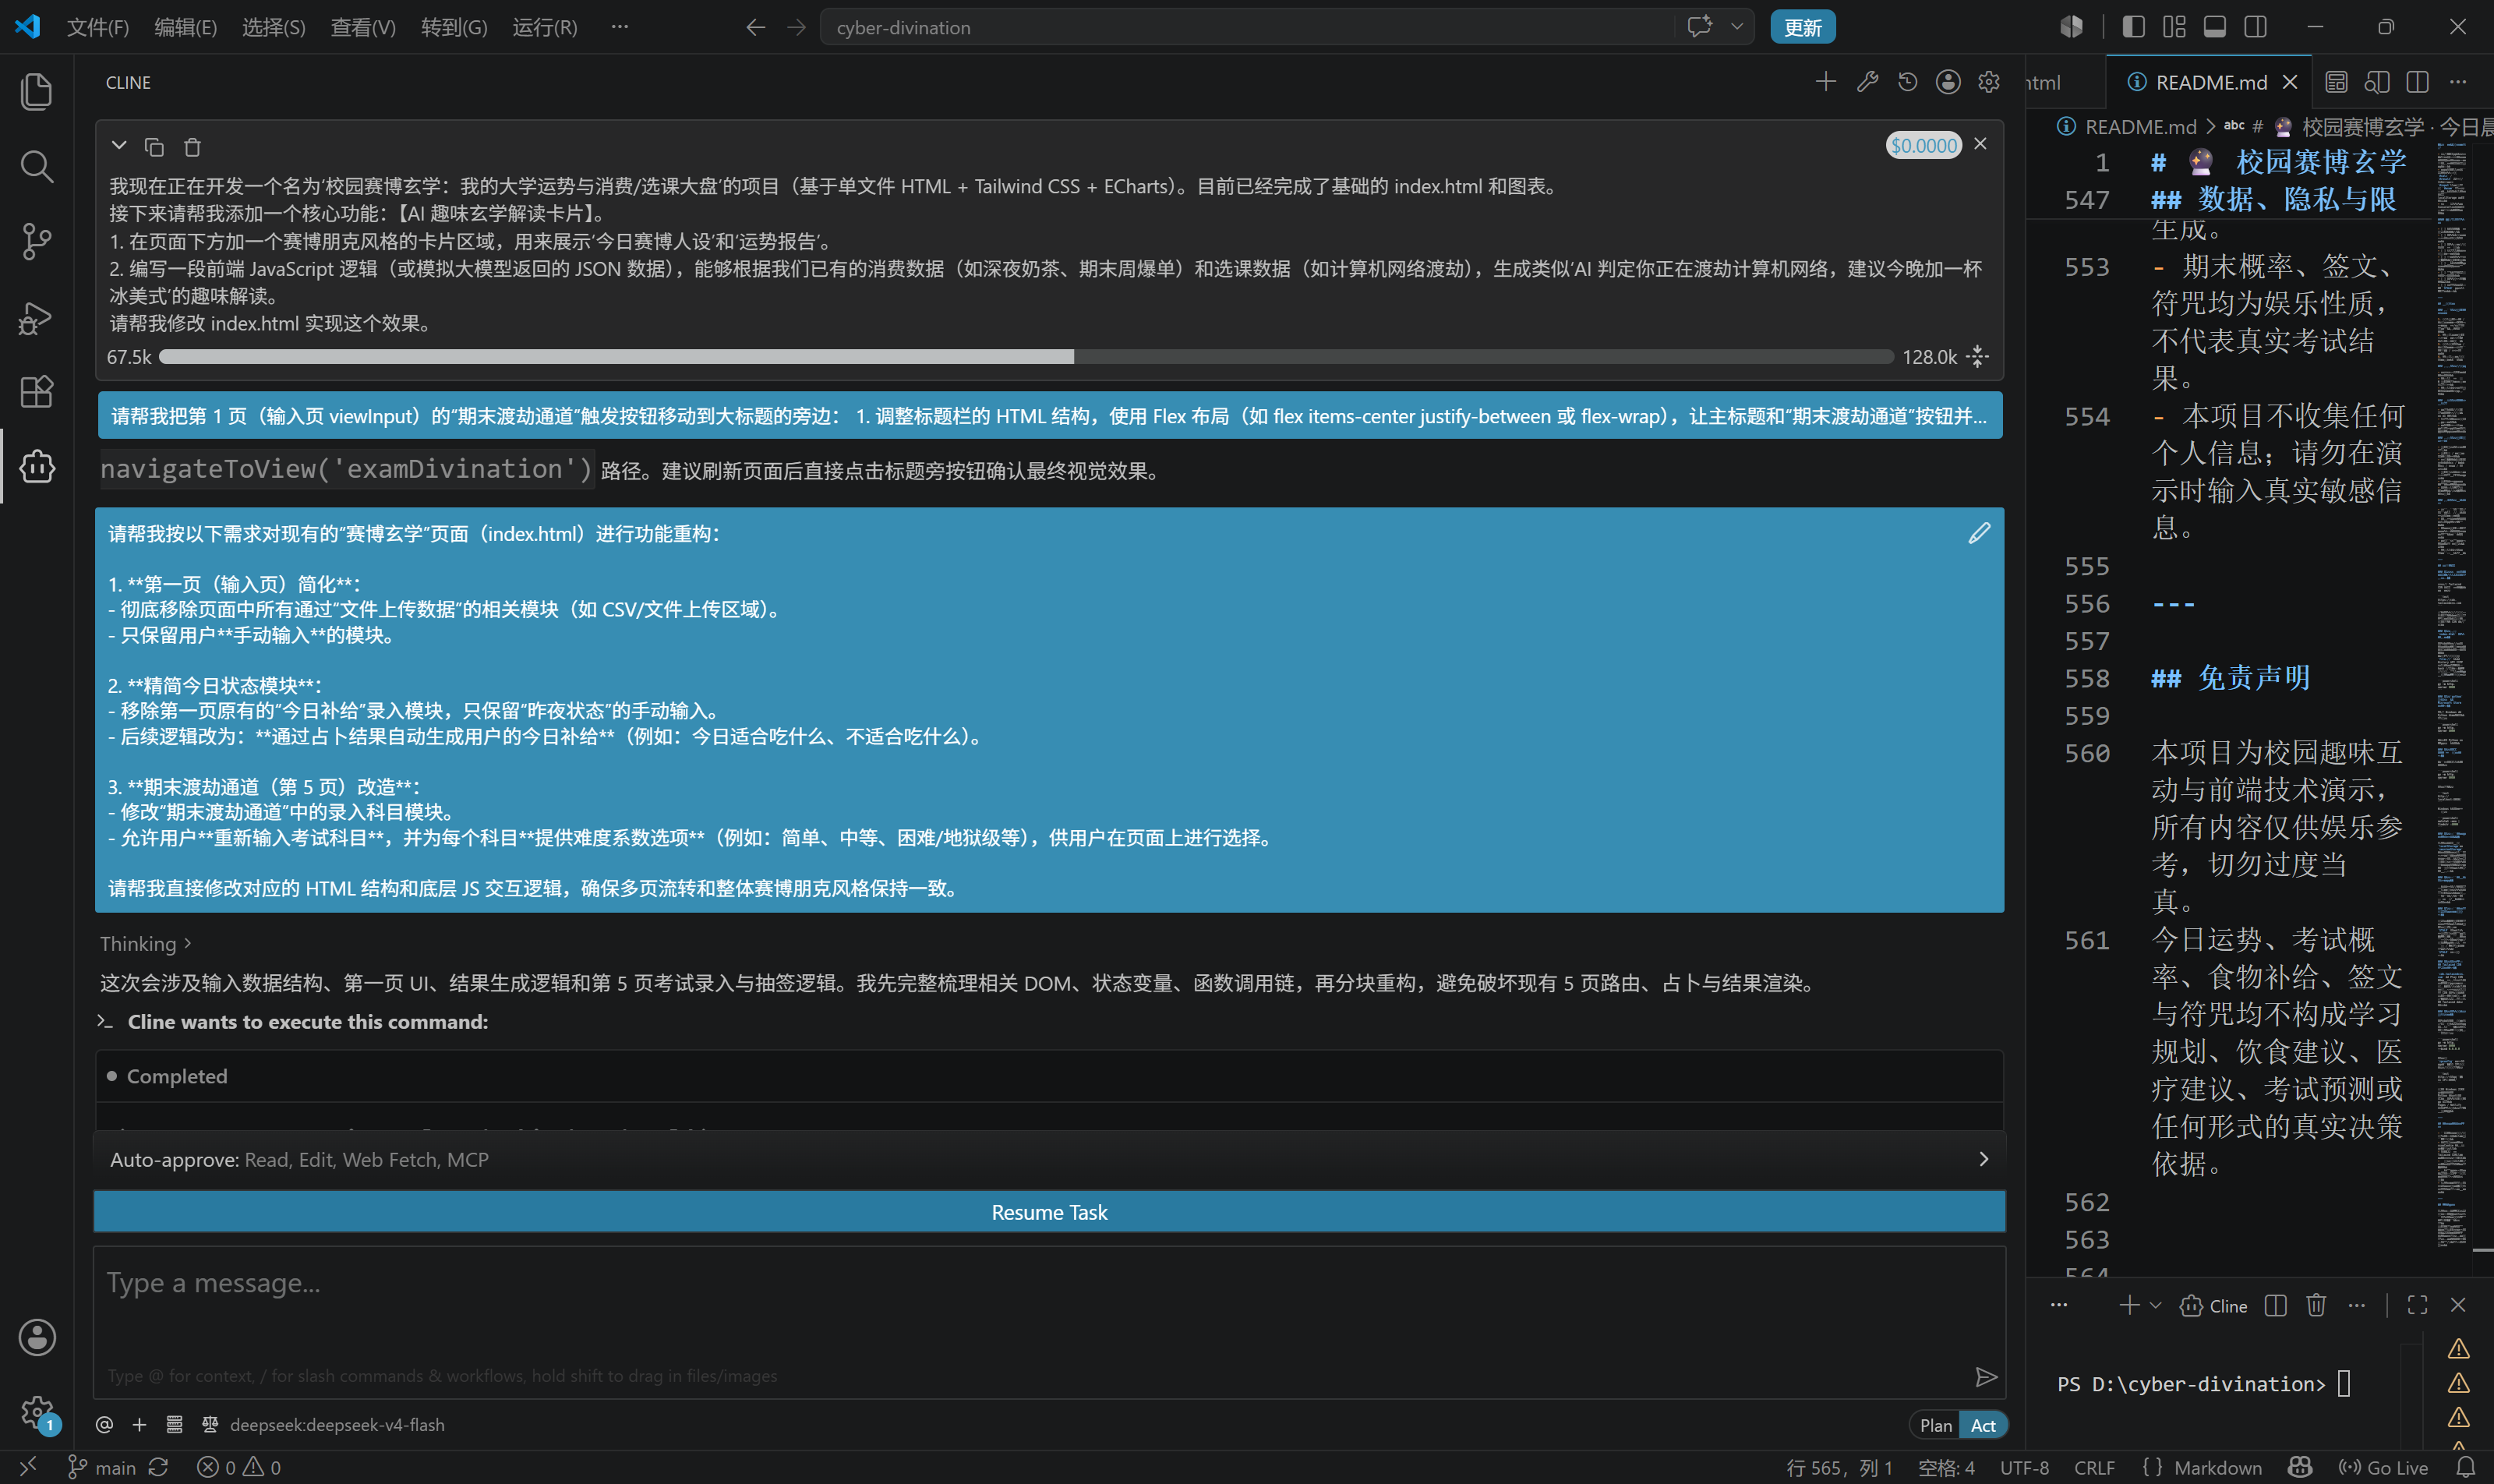 文件(F) 编辑(E) 选择(S) 查看(V) 转到(G) 运行(R) ··· cyber-divination 更新
CLINE
$0.0000
我现在正在开发一个名为‘校园赛博玄学：我的大学运势与消费/选课大盘’的项目（基于单文件 HTML + Tailwind CSS + ECharts）。目前已经完成了基础的 index.html 和图表。
接下来请帮我添加一个核心功能：【AI 趣味玄学解读卡片】。
1. 在页面下方加一个赛博朋克风格的卡片区域，用来展示‘今日赛博人设’和‘运势报告’。
2. 编写一段前端 JavaScript 逻辑（或模拟大模型返回的 JSON 数据），能够根据我们已有的消费数据（如深夜奶茶、期末周爆单）和选课数据（如计算机网络渡劫），生成类似‘AI 判定你正在渡劫计算机网络，建议今晚加一杯
冰美式’的趣味解读。
请帮我修改 index.html 实现这个效果。
67.5k 128.0k
请帮我把第 1 页（输入页 viewInput）的“期末渡劫通道”触发按钮移动到大标题的旁边： 1. 调整标题栏的 HTML 结构，使用 Flex 布局（如 flex items-center justify-between 或 flex-wrap），让主标题和“期末渡劫通道”按钮并...
navigateToView('examDivination') 路径。建议刷新页面后直接点击标题旁按钮确认最终视觉效果。
请帮我按以下需求对现有的“赛博玄学”页面（index.html）进行功能重构：
1. **第一页（输入页）简化**：
- 彻底移除页面中所有通过“文件上传数据”的相关模块（如 CSV/文件上传区域）。
- 只保留用户**手动输入**的模块。
2. **精简今日状态模块**：
- 移除第一页原有的“今日补给”录入模块，只保留“昨夜状态”的手动输入。
- 后续逻辑改为：**通过占卜结果自动生成用户的今日补给**（例如：今日适合吃什么、不适合吃什么）。
3. **期末渡劫通道（第 5 页）改造**：
- 修改“期末渡劫通道”中的录入科目模块。
- 允许用户**重新输入考试科目**，并为每个科目**提供难度系数选项**（例如：简单、中等、困难/地狱级等），供用户在页面上进行选择。
请帮我直接修改对应的 HTML 结构和底层 JS 交互逻辑，确保多页流转和整体赛博朋克风格保持一致。
Thinking
这次会涉及输入数据结构、第一页 UI、结果生成逻辑和第 5 页考试录入与抽签逻辑。我先完整梳理相关 DOM、状态变量、函数调用链，再分块重构，避免破坏现有 5 页路由、占卜与结果渲染。
Cline wants to execute this command:
Completed
Auto-approve: Read, Edit, Web Fetch, MCP
Resume Task
Type a message...
Type @ for context, / for slash commands & workflows, hold shift to drag in files/images
deepseek:deepseek-v4-flash
Plan Act
html README.md
README.md > abc # 🔮 校园赛博玄学 · 今日晨
1 # 🔮 校园赛博玄学
547 ## 数据、隐私与限
生成。
553 - 期末概率、签文、
符咒均为娱乐性质，
不代表真实考试结
果。
554 - 本项目不收集任何
个人信息；请勿在演
示时输入真实敏感信
息。
555
556 ---
557
558 ## 免责声明
559
560 本项目为校园趣味互
动与前端技术演示，
所有内容仅供娱乐参
考，切勿过度当
真。
561 今日运势、考试概
率、食物补给、签文
与符咒均不构成学习
规划、饮食建议、医
疗建议、考试预测或
任何形式的真实决策
依据。
562
563
564
Cline
PS D:\cyber-divination>
1
main 0 0 行 565，列 1 空格: 4 UTF-8 CRLF {} Markdown Go Live